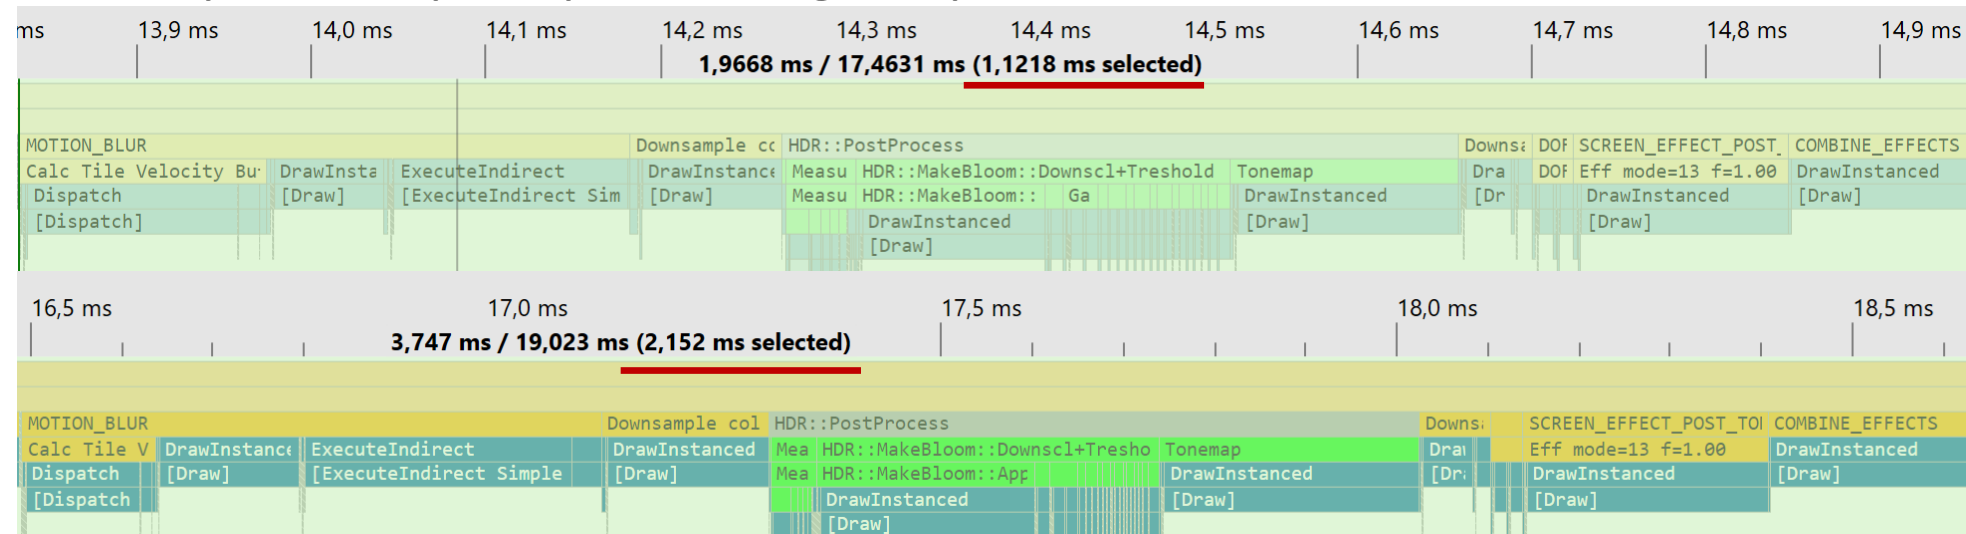 ms 13,9 ms 14,0 ms 14,1 ms 14,2 ms 14,3 ms 14,4 ms 14,5 ms 14,6 ms 14,7 ms 14,8 ms 14,9 ms
1,9668 ms / 17,4631 ms (1,1218 ms selected)
MOTION_BLUR Downsample cc HDR::PostProcess Downsa DOF SCREEN_EFFECT_POST_ COMBINE_EFFECTS
Calc Tile Velocity Bu DrawInsta ExecuteIndirect DrawInstance Measu HDR::MakeBloom::Downscl+Treshold Tonemap Dra DOF Eff mode=13 f=1.00 DrawInstanced
Dispatch [Draw] [ExecuteIndirect Sim [Draw] Measu HDR::MakeBloom:: Ga DrawInstanced [Dr DrawInstanced [Draw]
[Dispatch] DrawInstanced [Draw] [Draw]
[Draw]
16,5 ms 17,0 ms 17,5 ms 18,0 ms 18,5 ms
3,747 ms / 19,023 ms (2,152 ms selected)
MOTION_BLUR Downsample col HDR::PostProcess Downs SCREEN_EFFECT_POST_TO COMBINE_EFFECTS
Calc Tile V DrawInstance ExecuteIndirect DrawInstanced Mea HDR::MakeBloom::Downscl+Tresho Tonemap Dra Eff mode=13 f=1.00 DrawInstanced
Dispatch [Draw] [ExecuteIndirect Simple [Draw] Mea HDR::MakeBloom::App DrawInstanced [Dr DrawInstanced [Draw]
[Dispatch DrawInstanced [Draw] [Draw]
[Draw]